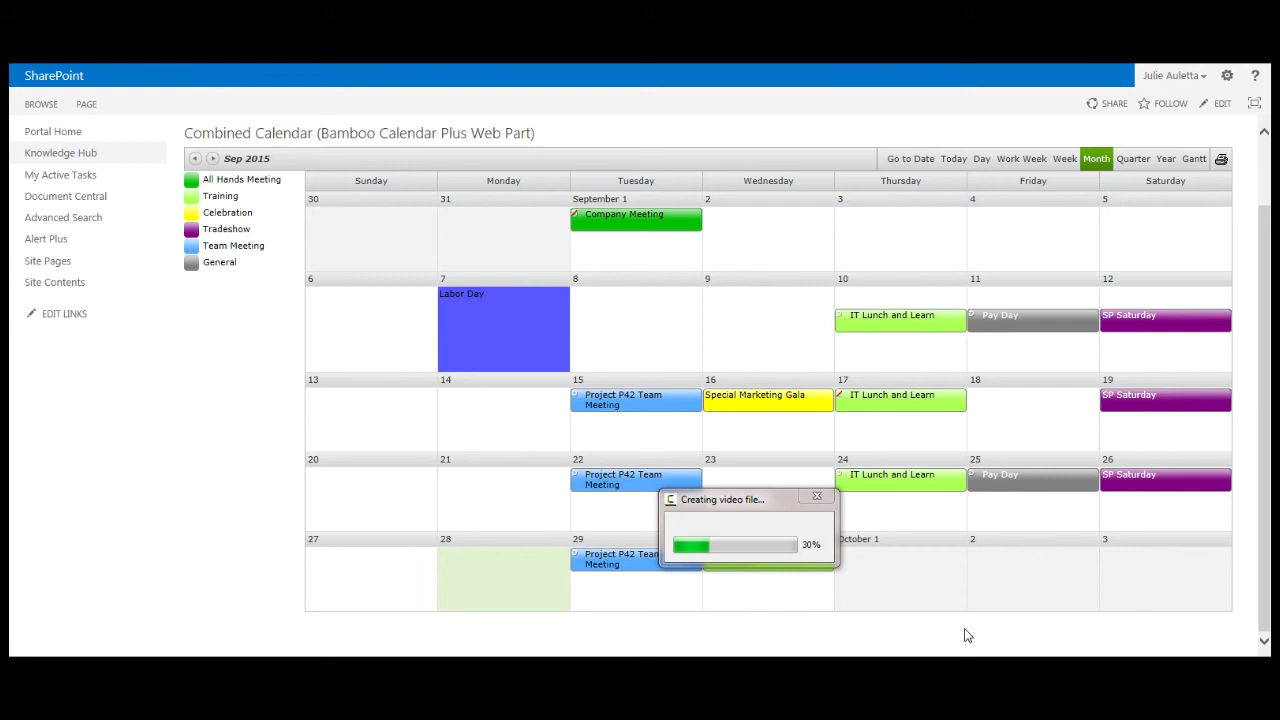 SharePoint
Julie Auletta
?
BROWSE PAGE
SHARE FOLLOW EDIT
Portal Home
Knowledge Hub
My Active Tasks
Document Central
Advanced Search
Alert Plus
Site Pages
Site Contents
EDIT LINKS
Combined Calendar (Bamboo Calendar Plus Web Part)
Sep 2015
Go to Date Today Day Work Week Week Month Quarter Year Gantt
All Hands Meeting
Training
Celebration
Tradeshow
Team Meeting
General
Sunday Monday Tuesday Wednesday Thursday Friday Saturday
30 31 September 1 2 3 4 5
Company Meeting
6 7 8 9 10 11 12
Labor Day
IT Lunch and Learn Pay Day SP Saturday
13 14 15 16 17 18 19
Project P42 Team Meeting Special Marketing Gala IT Lunch and Learn SP Saturday
20 21 22 23 24 25 26
Project P42 Team Meeting IT Lunch and Learn Pay Day SP Saturday
Creating video file...
30%
27 28 29 October 1 2 3
Project P42 Team
Meeting